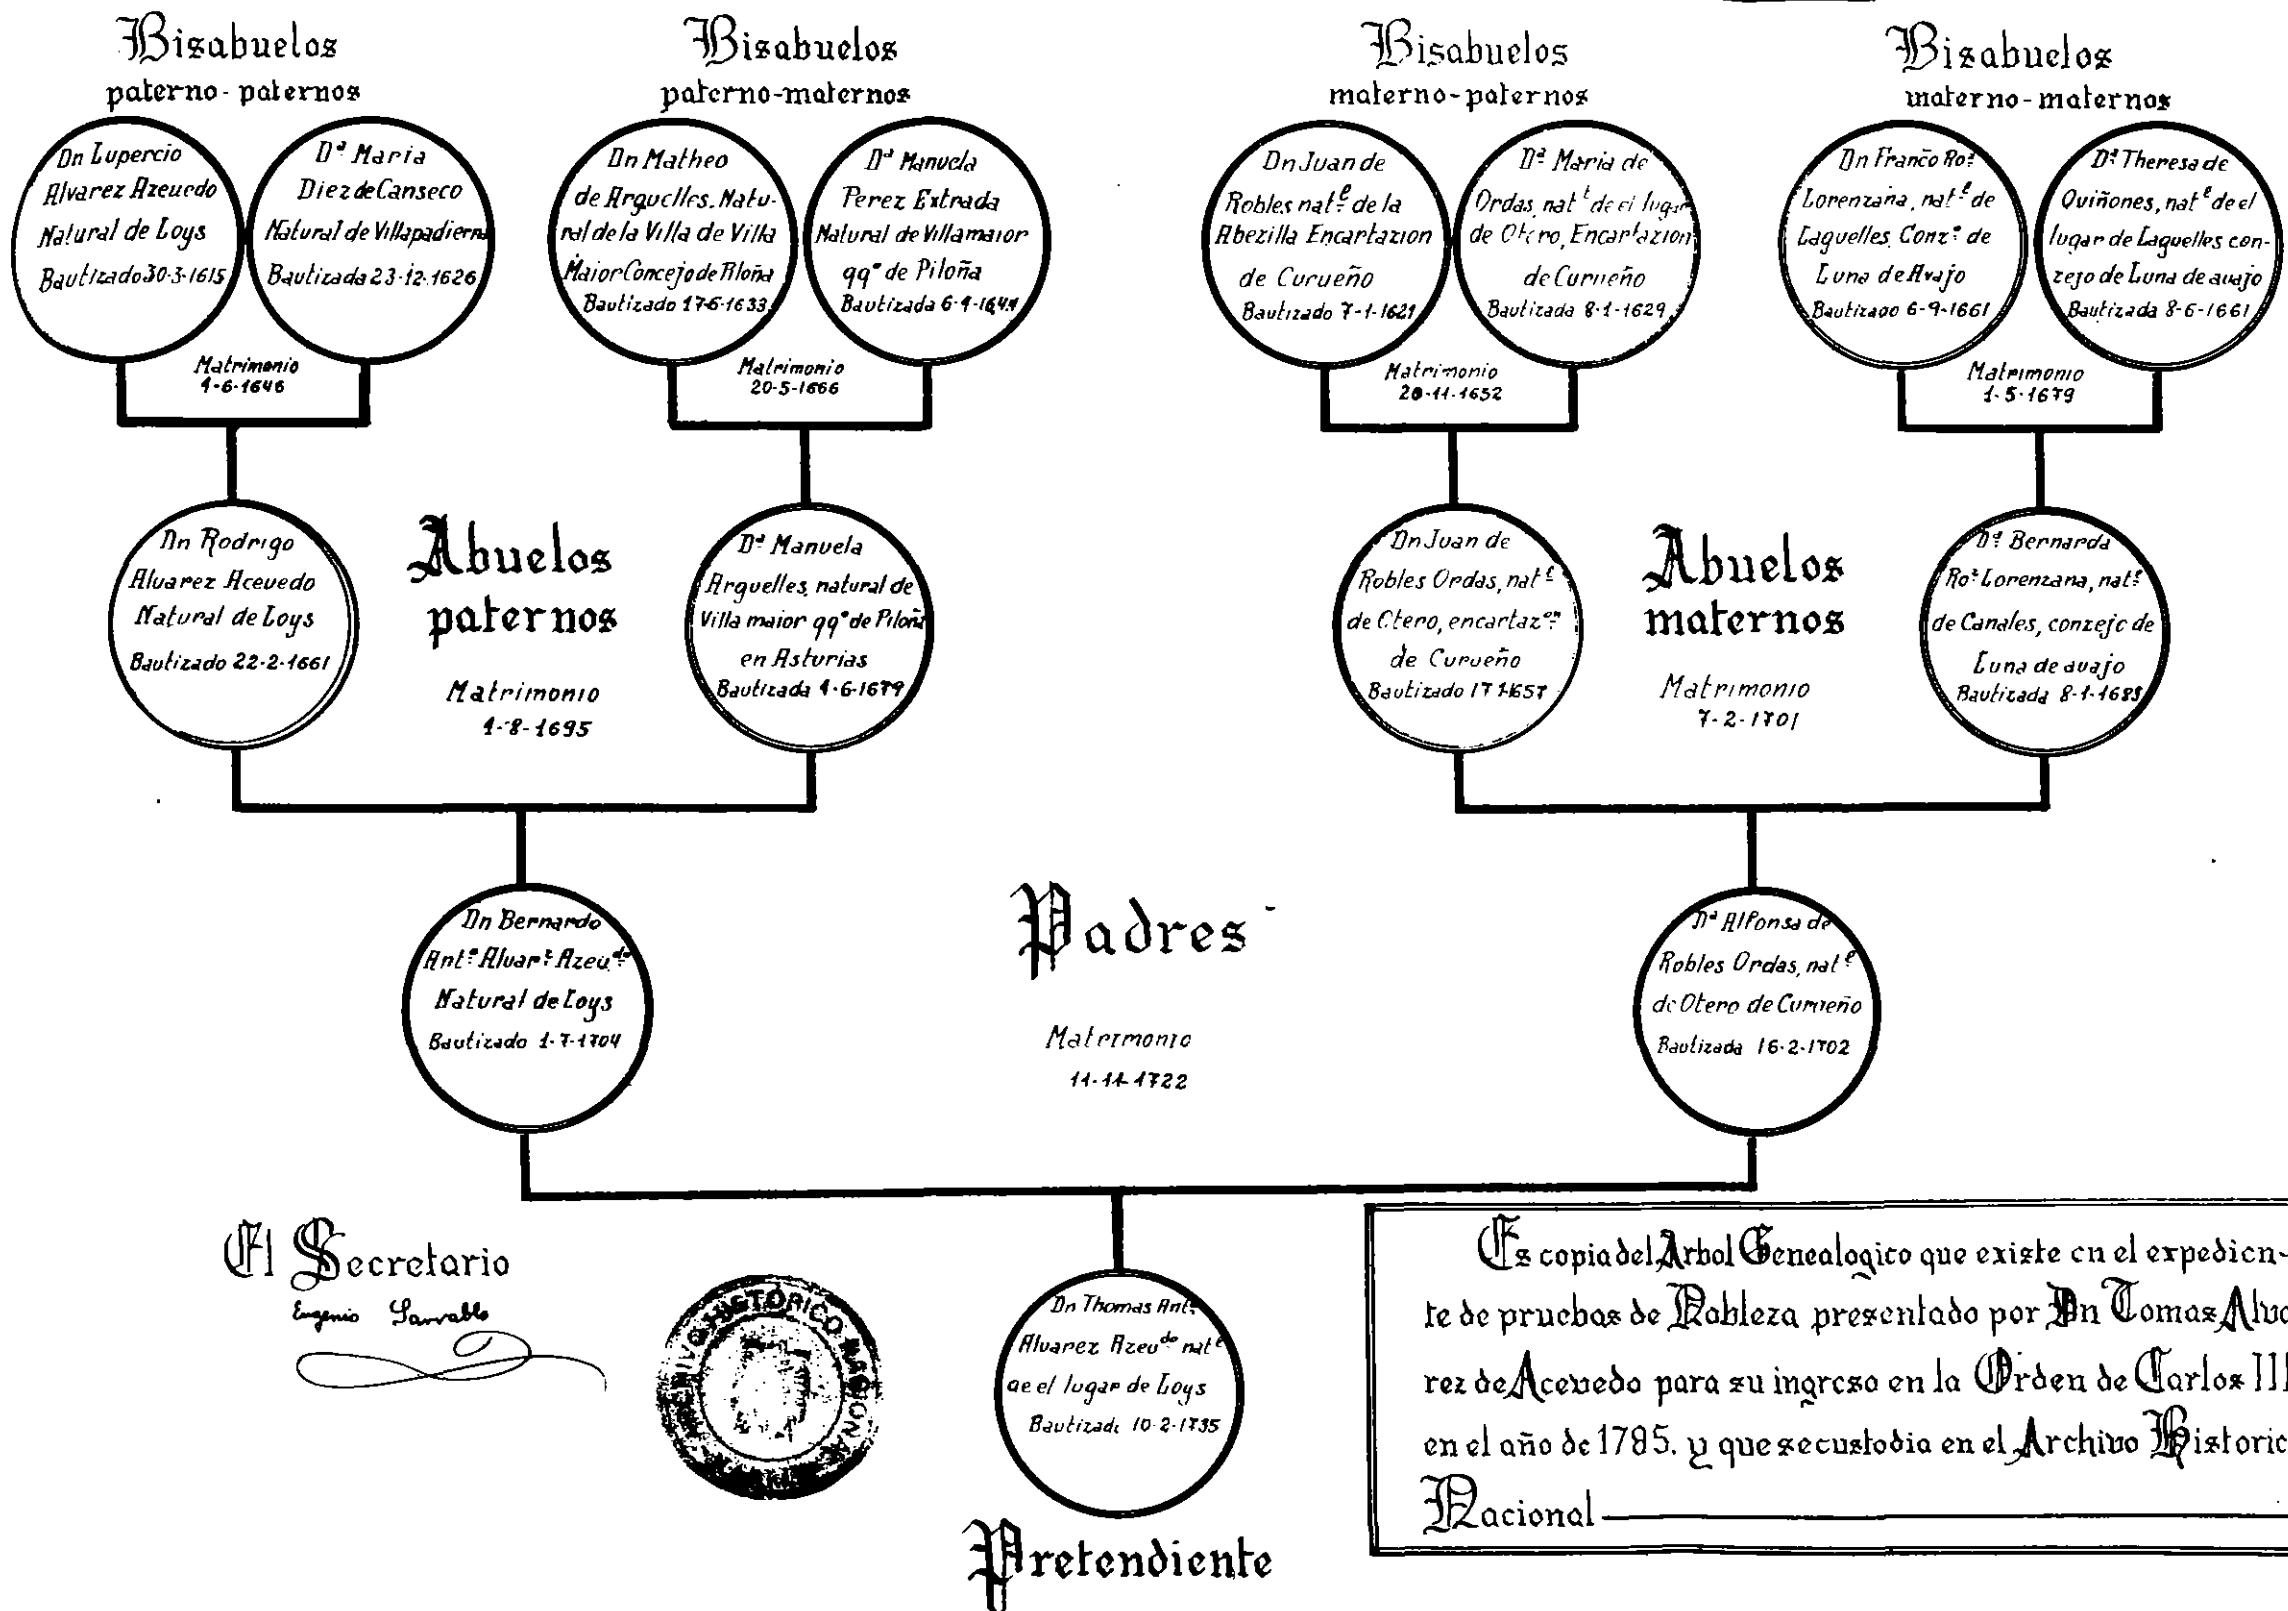 Bisabuelos
paterno-paternos
Dn Lupercio
Alvarez Azeuedo
Natural de Loys
Bautizado 30-3-1615
Dª Maria
Diez de Canseco
Natural de Villapadierna
Bautizada 23-12-1626
Matrimonio
4-6-1646
Bisabuelos
paterno-maternos
Dn Matheo
de Arguelles. Natu-
ral de la Villa de Villa
Maior Concejo de Piloña
Bautizado 17-6-1633
Dª Manuela
Perez Extrada
Natural de Villamaior
qqº de Piloña
Bautizada
Matrimonio
20-5-1666
Bisabuelos
materno-paternos
Dn Juan de
Robles natˡ de la
Abezilla Encartazion
de Curueño
Bautizado 7-1-1621
Dª Maria de
Ordas, natˡ de el lugar
de Otero, Encartazion
de Curueño
Bautizada 8-1-1629
Matrimonio
20-11-1652
Bisabuelos
materno-maternos
Dn Franco Roz
Lorenzana, natˡ de
Laguelles, Conzº de
Luna de Avajo
Bautizado 6-9-1661
Dª Theresa de
Quiñones, natˡ de el
lugar de Laguelles con-
zejo de Luna de auajo
Bautizada 8-6-1661
Matrimonio
1-5-1679
Dn Rodrigo
Aluarez Acevedo
Natural de Loys
Bautizado 22-2-1661
Abuelos
paternos
Matrimonio
4-8-1695
Dª Manuela
Arguelles, natural de
Villa maior qqº de Piloña
en Asturias
Bautizada 4-6-1679
Dn Juan de
Robles Ordas, natˡ
de Otero, encartazºⁿ
de Curueño
Bautizado 17 1-1657
Abuelos
maternos
Matrimonio
7-2-1701
Dª Bernarda
Roz Lorenzana, natˡ
de Canales, conzejo de
Luna de auajo
Bautizada 8-1-1685
Dn Bernardo
Antº Aluarz Azeuᵈᵒ
Natural de Loys
Bautizado 1-7-1704
Padres
Matrimonio
11-11-1722
Dª Alfonsa de
Robles Ordas, natˡ
de Otero de Curueño
Bautizada 16-2-1702
El Secretario
Eugenio Sarrablo
ARCHIVO HISTÓRICO NACIONAL
Dn Thomas Antº
Alvarez Azeuᵈᵒ natˡ
de el lugar de Loys
Bautizado 10-2-1735
Pretendiente
Es copia del Arbol Genealogico que existe en el expedien-
te de pruebas de Nobleza presentado por Dn Tomas Alva
rez de Acevedo para su ingreso en la Orden de Carlos III
en el año de 1785. y que se custodia en el Archivo Historic
Nacional